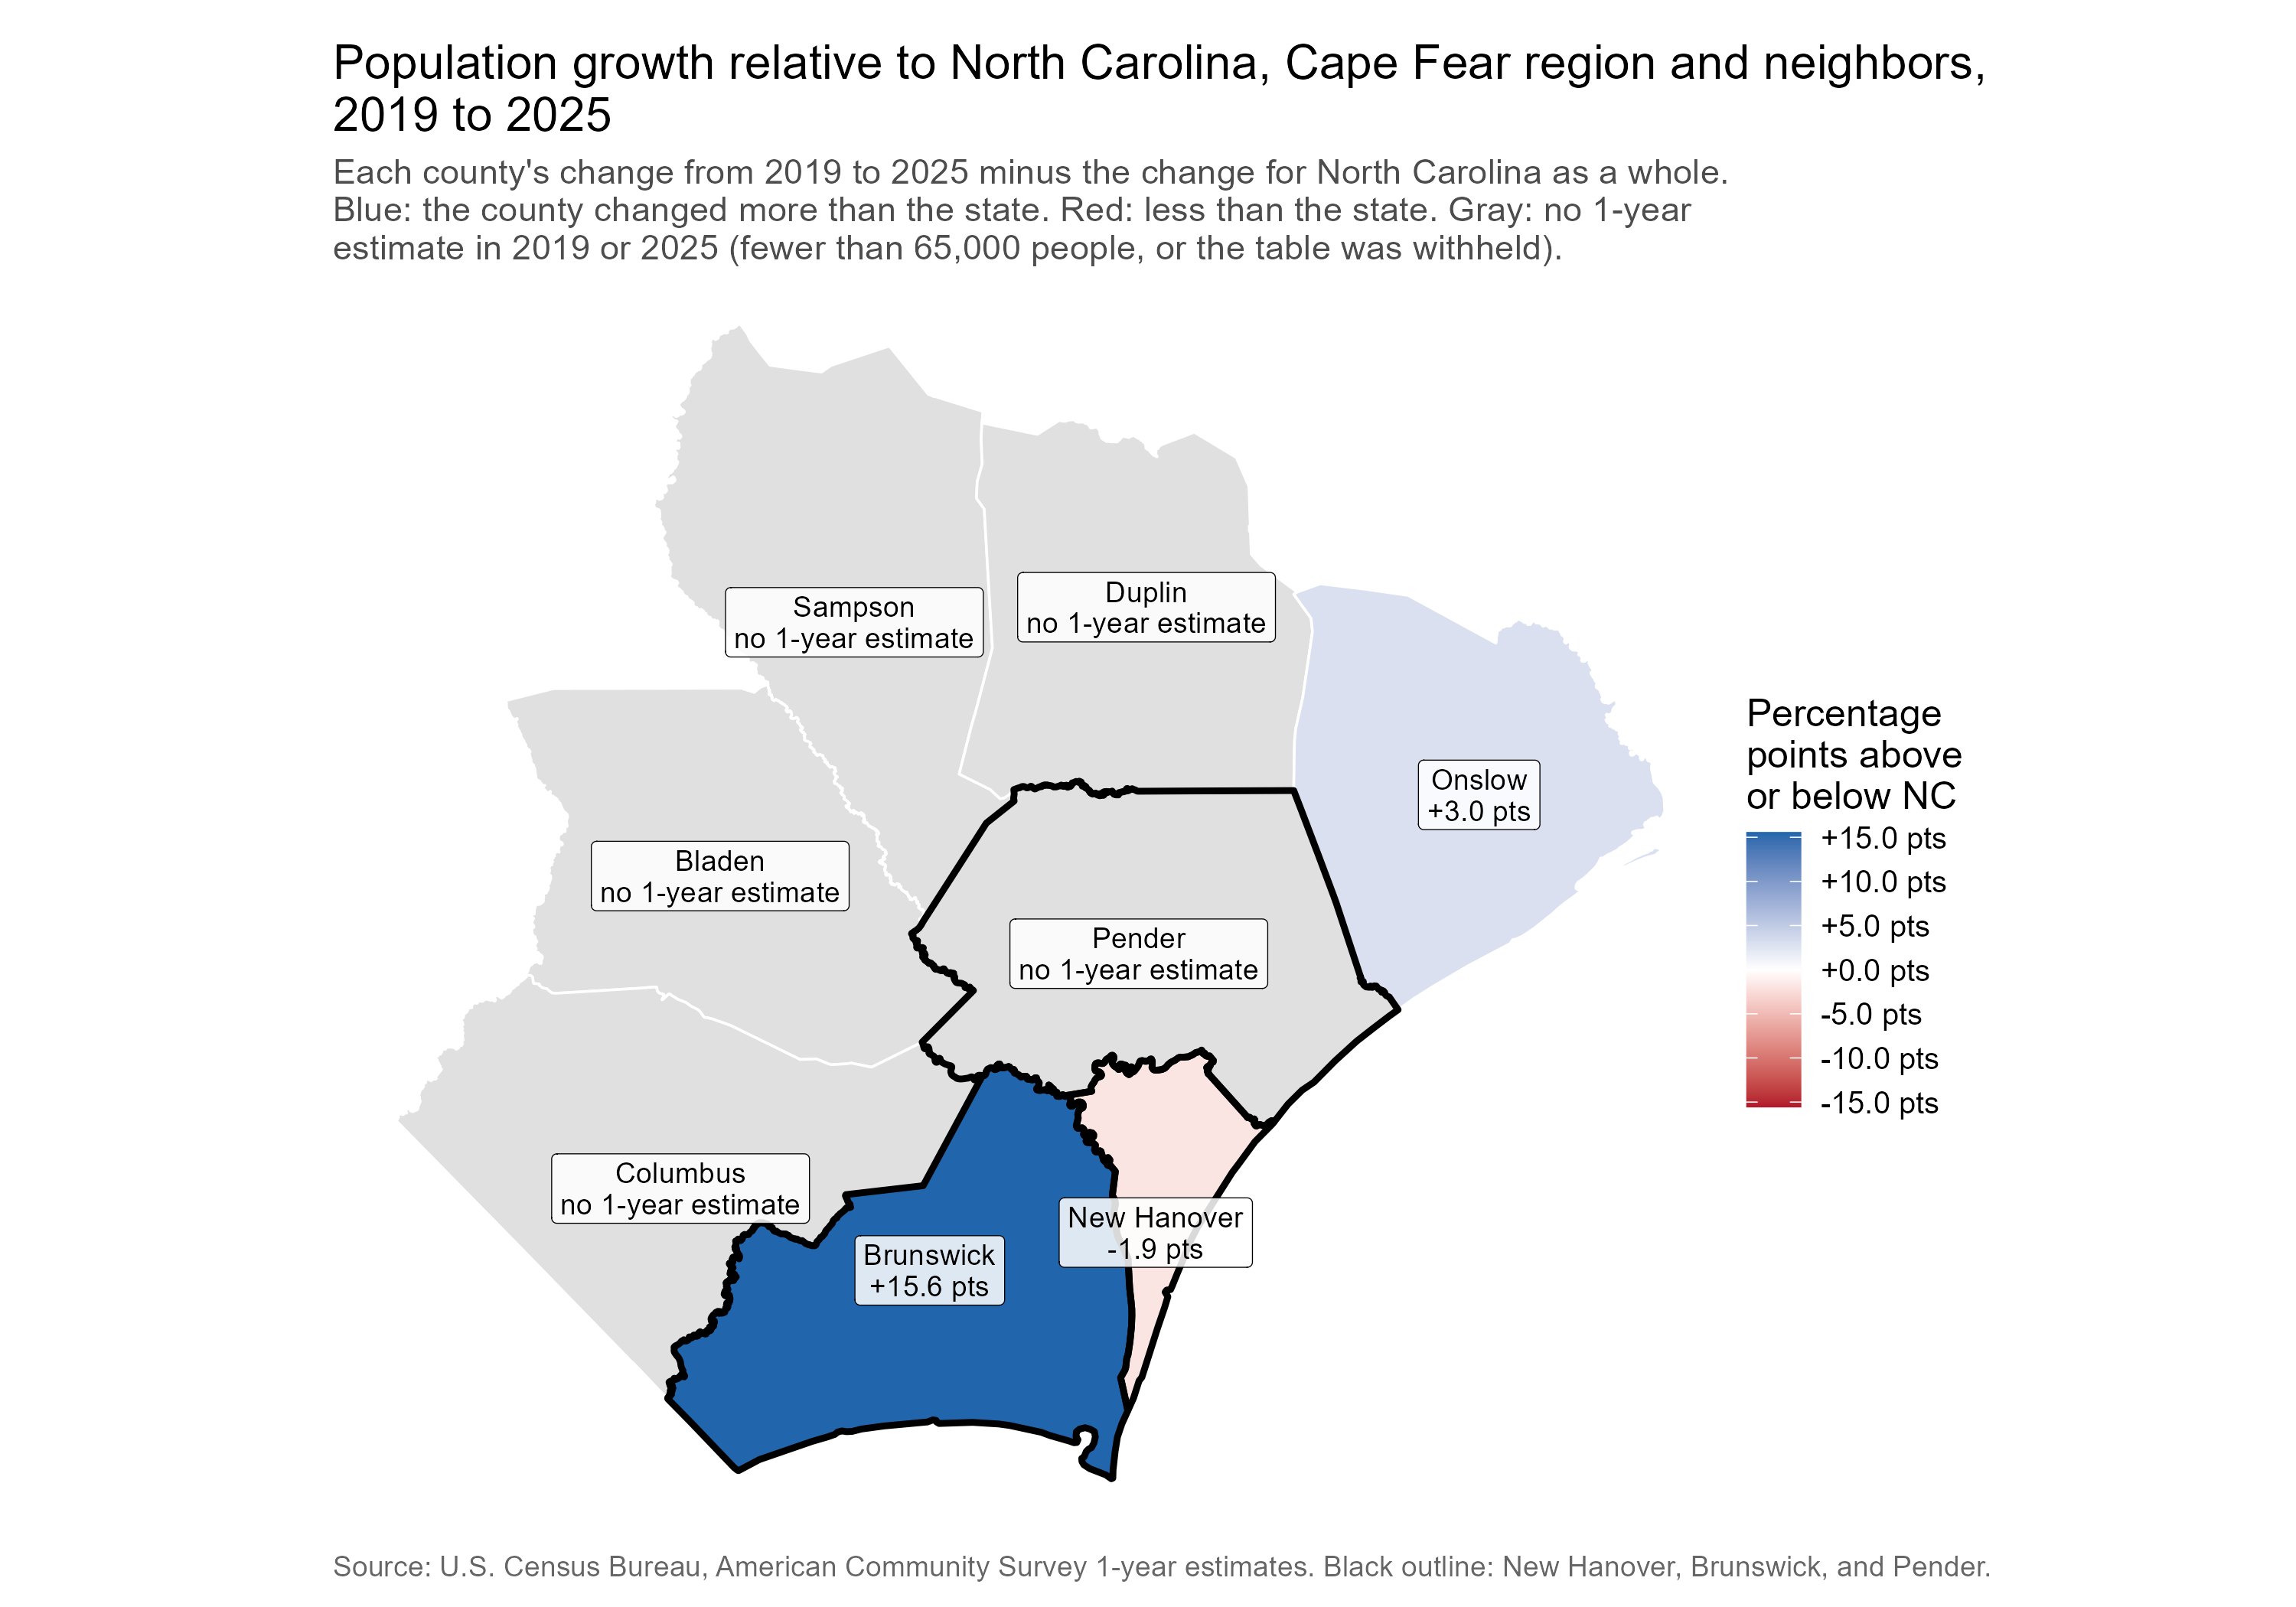 Population growth relative to North Carolina, Cape Fear region and neighbors,
2019 to 2025
Each county's change from 2019 to 2025 minus the change for North Carolina as a whole.
Blue: the county changed more than the state. Red: less than the state. Gray: no 1-year
estimate in 2019 or 2025 (fewer than 65,000 people, or the table was withheld).
Sampson
no 1-year estimate
Duplin
no 1-year estimate
Onslow
+3.0 pts
Bladen
no 1-year estimate
Pender
no 1-year estimate
Columbus
no 1-year estimate
Brunswick
+15.6 pts
New Hanover
-1.9 pts
Percentage
points above
or below NC
+15.0 pts
+10.0 pts
+5.0 pts
+0.0 pts
-5.0 pts
-10.0 pts
-15.0 pts
Source: U.S. Census Bureau, American Community Survey 1-year estimates. Black outline: New Hanover, Brunswick, and Pender.